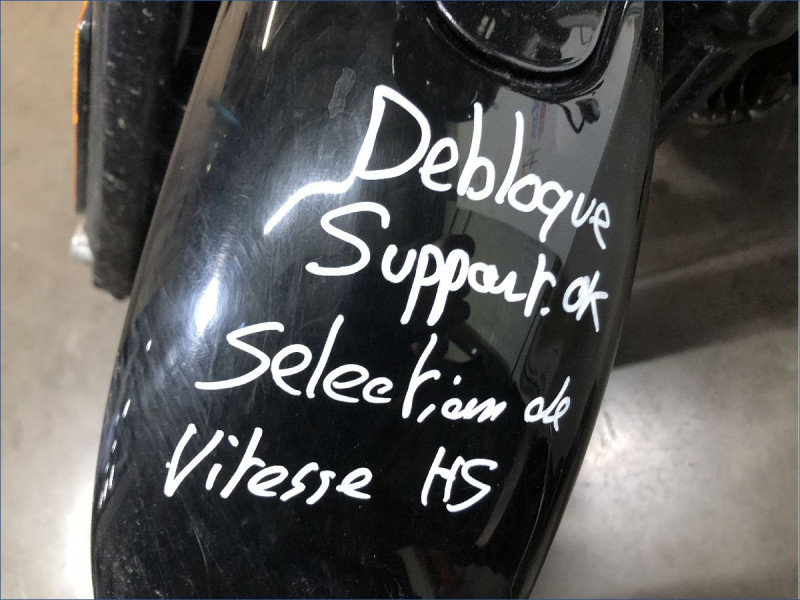 Debloque
Support. ok
Selection de
Vitesse HS